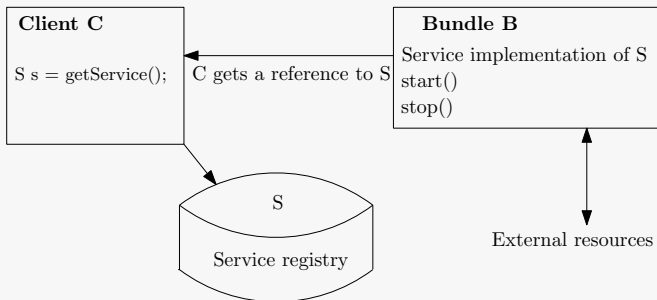 Client C
S s = getService();
C gets a reference to S
Bundle B
Service implementation of S
start()
stop()
S
Service registry
External resources